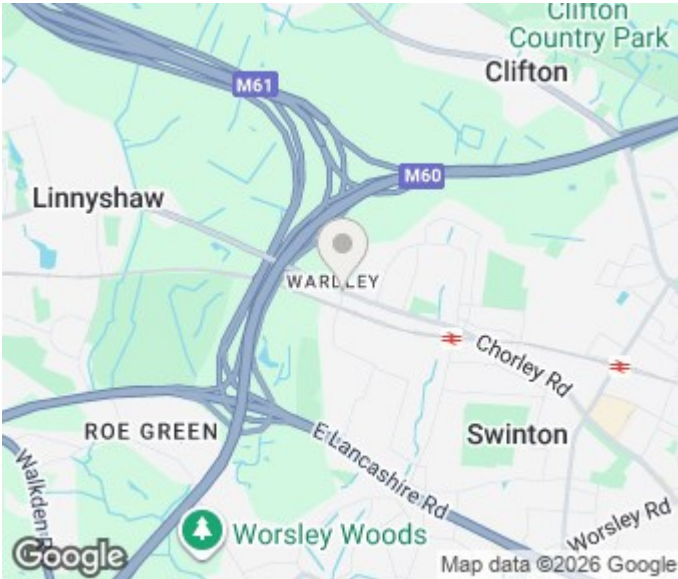 Clifton
Country Park
Clifton
M61
M60
Linnyshaw
WARDLEY
Chorley Rd
ROE GREEN
E Lancashire Rd
Swinton
Walkden R
Worsley Woods
Worsley Rd
Google
Map data ©2026 Google